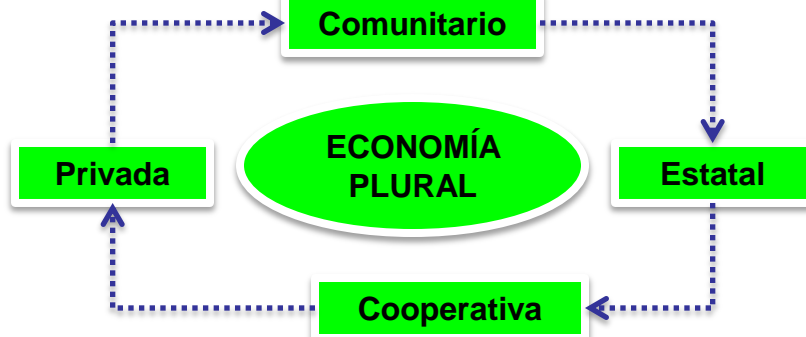 Comunitario
ECONOMÍA
PLURAL
Privada
Estatal
Cooperativa